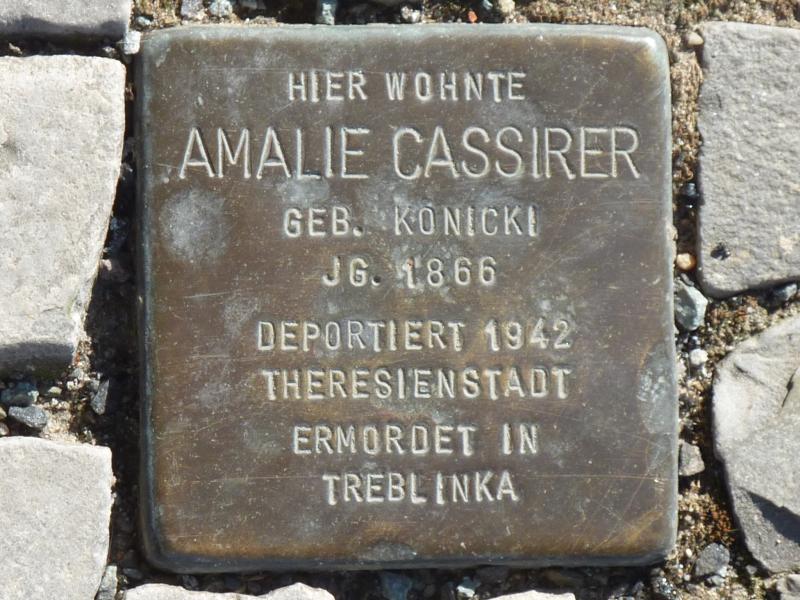 HIER WOHNTE
AMALIE CASSIRER
GEB. KONICKI
JG. 1866
DEPORTIERT 1942
THERESIENSTADT
ERMORDET IN
TREBLINKA